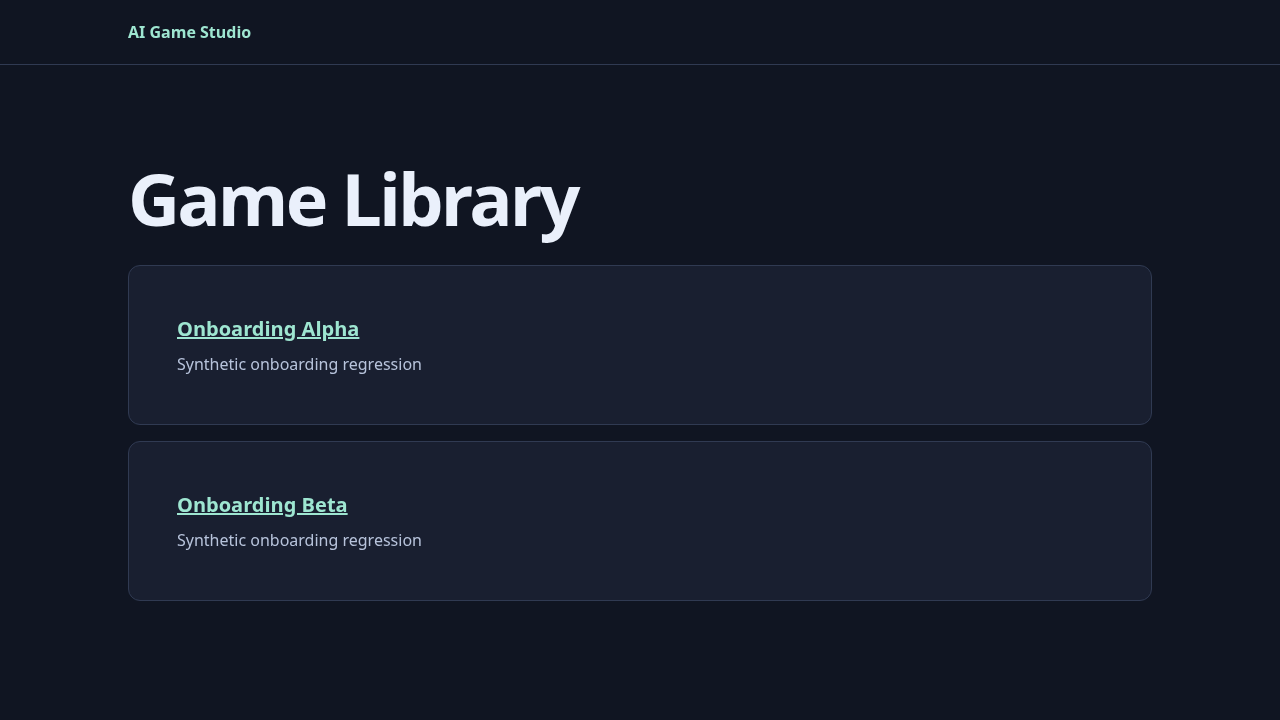 AI Game Studio
Game Library
Onboarding Alpha
Synthetic onboarding regression
Onboarding Beta
Synthetic onboarding regression